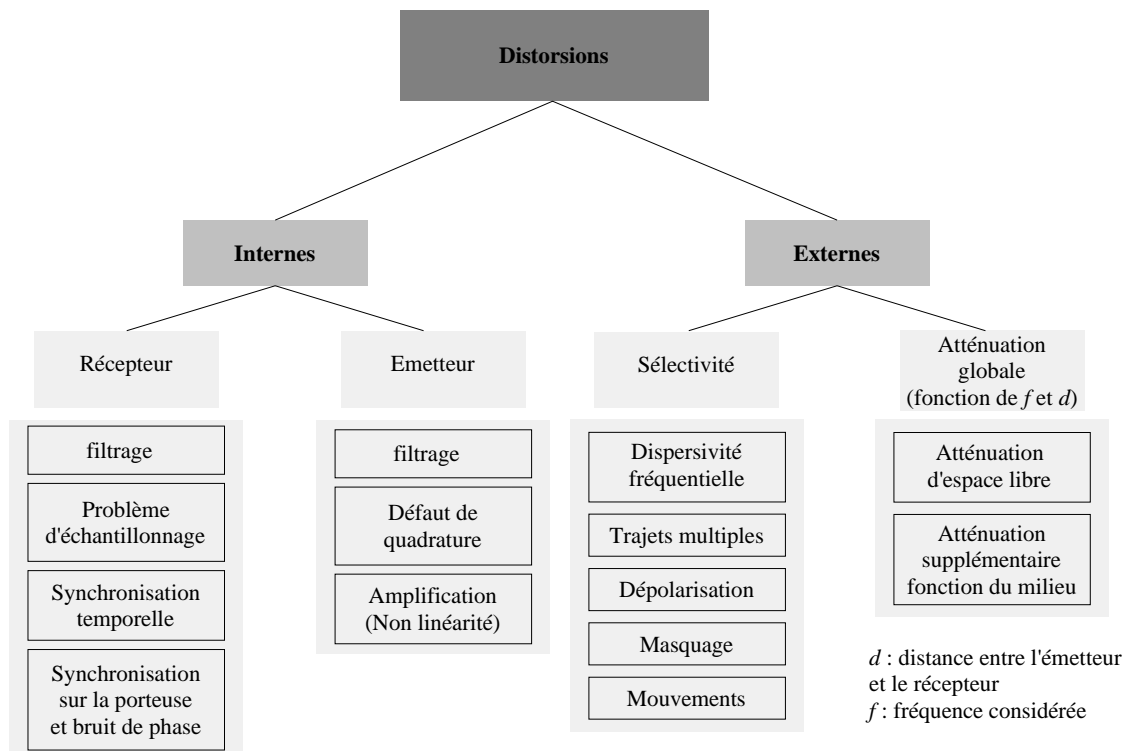 Distorsions
Internes
Externes
Récepteur
Emetteur
Sélectivité
Atténuation
globale
(fonction de f et d)
filtrage
Problème
d'échantillonnage
Synchronisation
temporelle
Synchronisation
sur la porteuse
et bruit de phase
filtrage
Défaut de
quadrature
Amplification
(Non linéarité)
Dispersivité
fréquentielle
Trajets multiples
Dépolarisation
Masquage
Mouvements
Atténuation
d'espace libre
Atténuation
supplémentaire
fonction du milieu
d : distance entre l'émetteur
et le récepteur
f : fréquence considérée